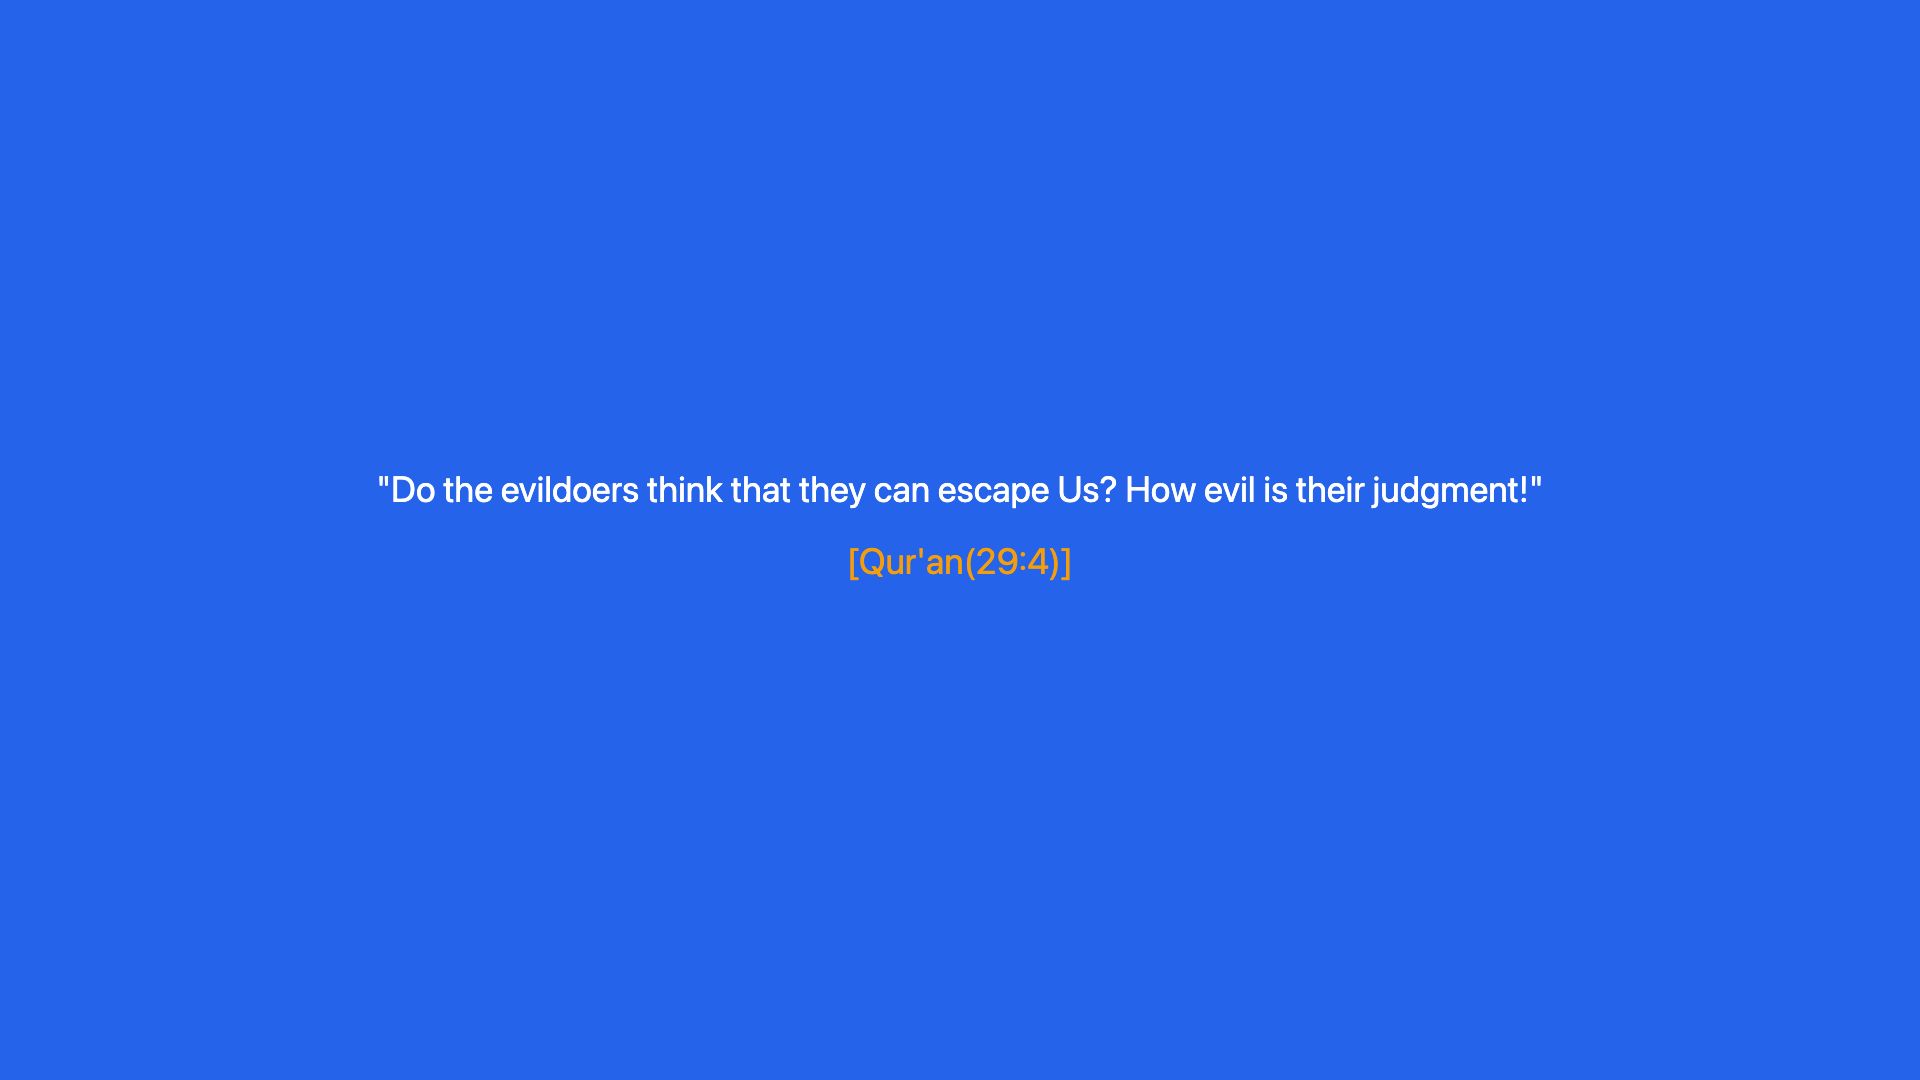 "Do the evildoers think that they can escape Us? How evil is their judgment!"
[Qur'an(29:4)]